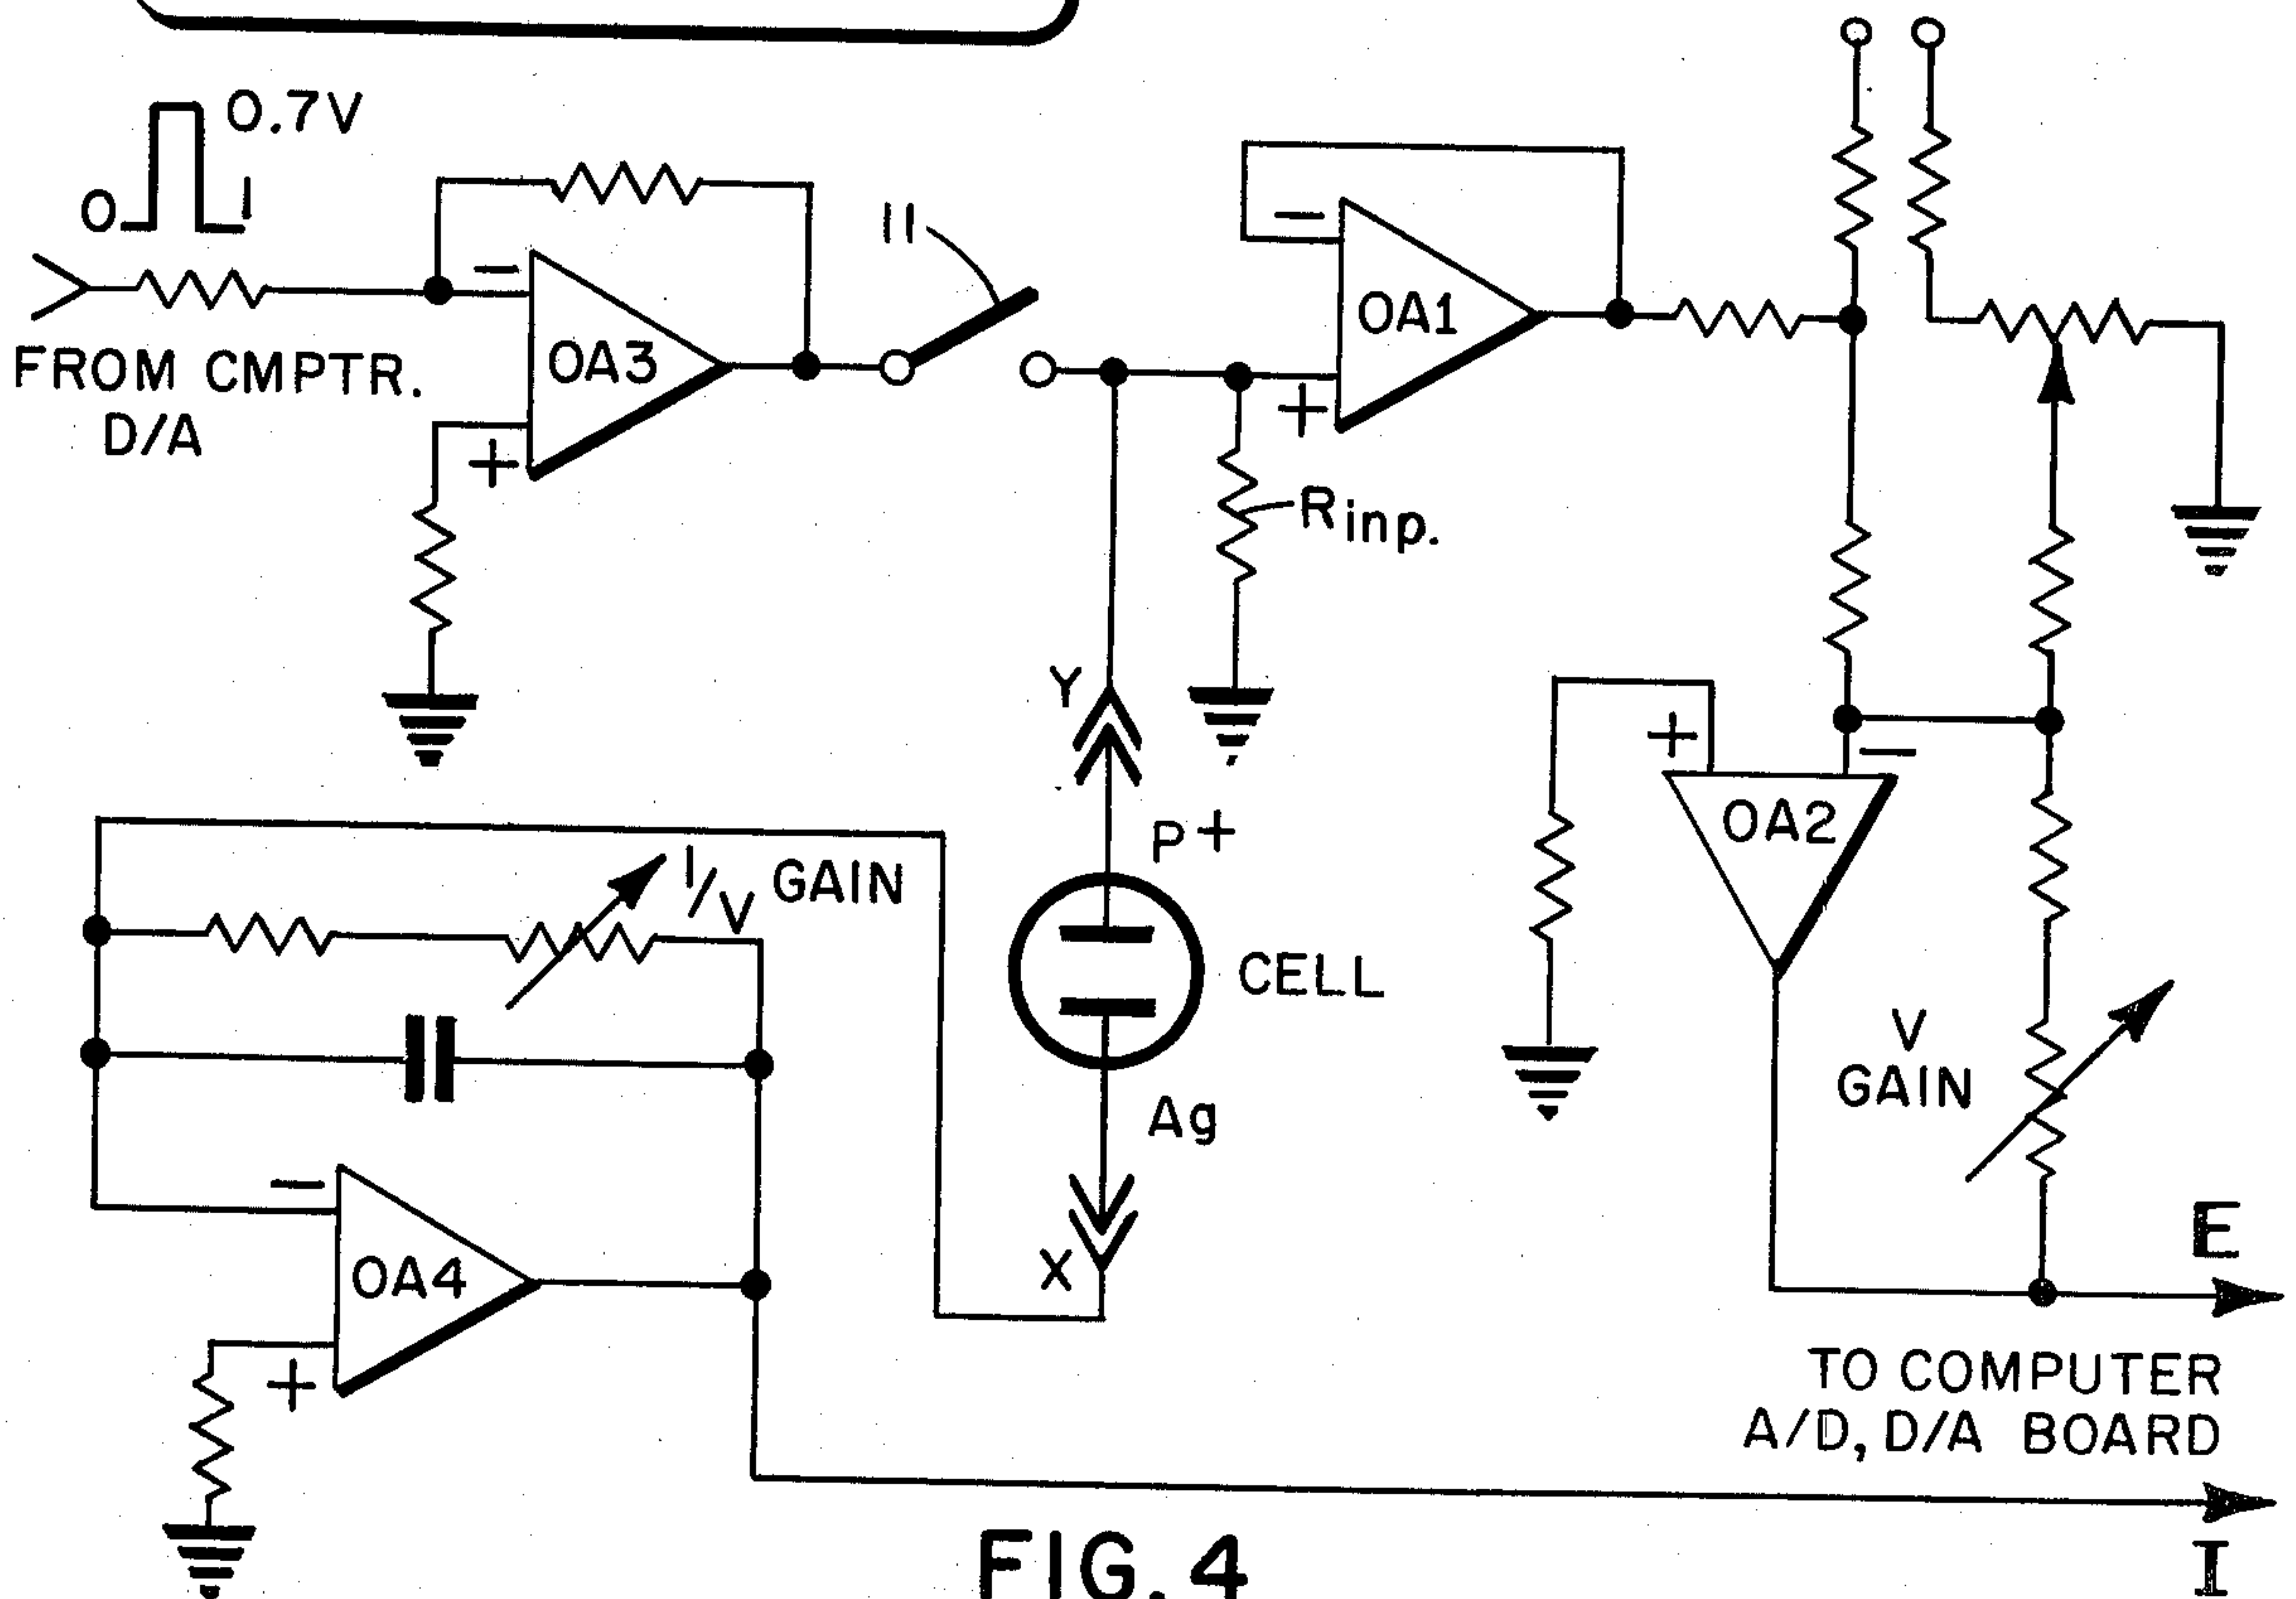 0.7V
0
11
OA1
-
-
OA3
FROM CMPTR.
D/A
+
+
Rinp.
Y
+
-
OA2
P+
I/V GAIN
CELL
V
GAIN
Ag
-
E
X
OA4
TO COMPUTER
+
A/D, D/A BOARD
I
FIG.4